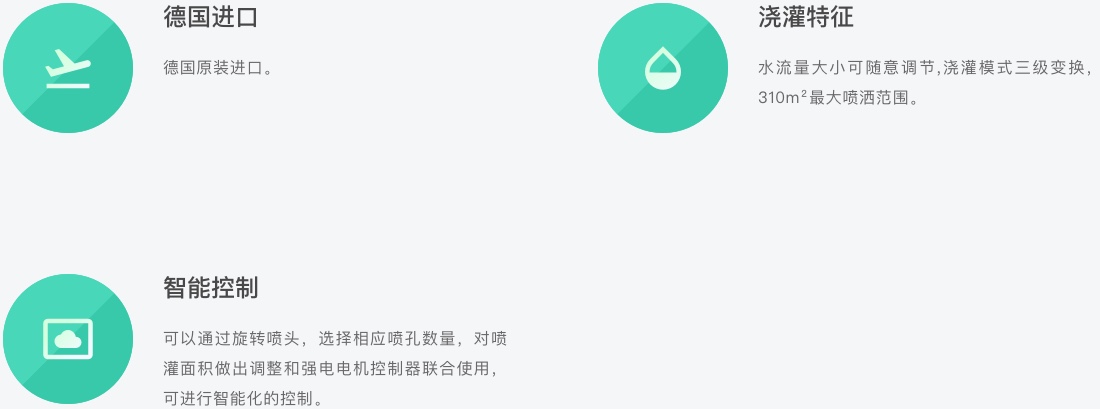 德国进口
德国原装进口。
浇灌特征
水流量大小可随意调节,浇灌模式三级变换，
310m²最大喷洒范围。
智能控制
可以通过旋转喷头，选择相应喷孔数量，对喷
灌面积做出调整和强电电机控制器联合使用，
可进行智能化的控制。